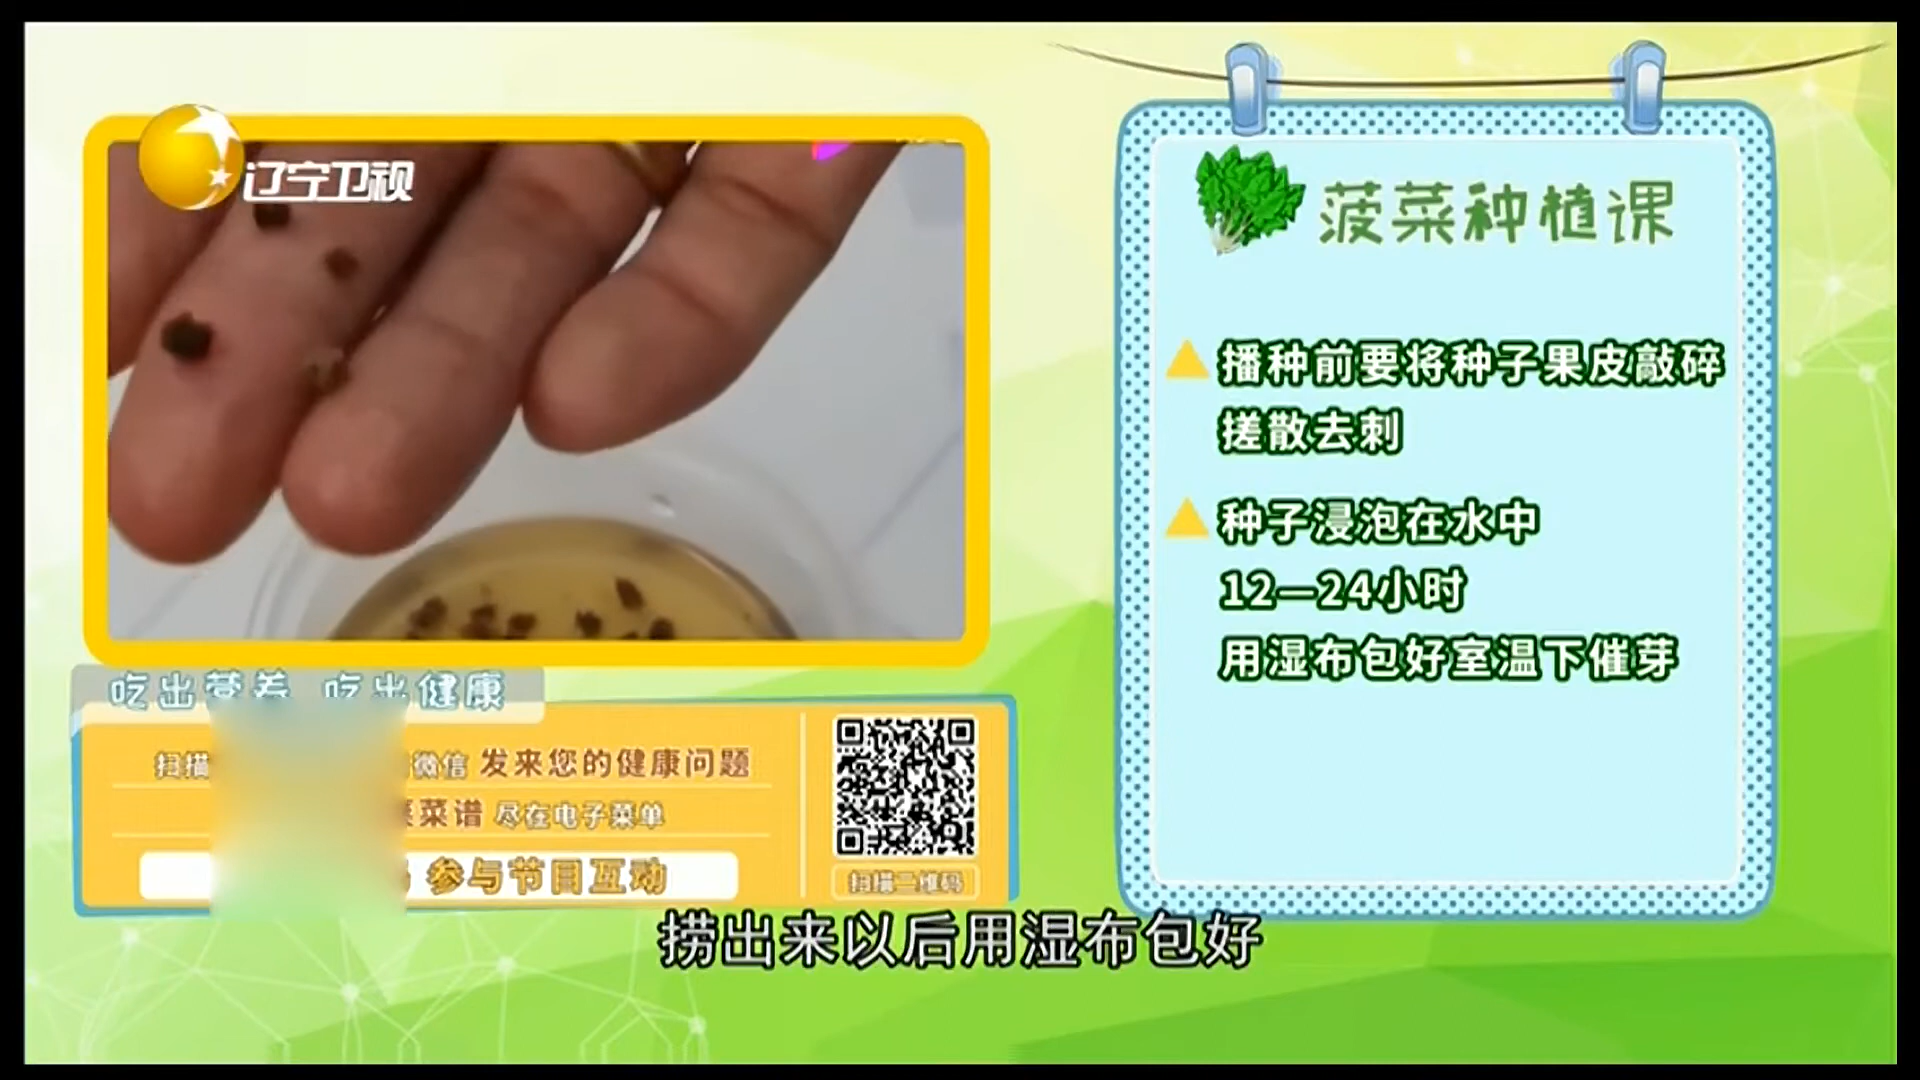 辽宁卫视
菠菜种植课
播种前要将种子果皮敲碎
搓散去刺
种子浸泡在水中
12—24小时
用湿布包好室温下催芽
吃出营养 吃出健康
扫描 微信 发来您的健康问题
菜谱 尽在电子菜单
参与节目互动
扫描二维码
捞出来以后用湿布包好